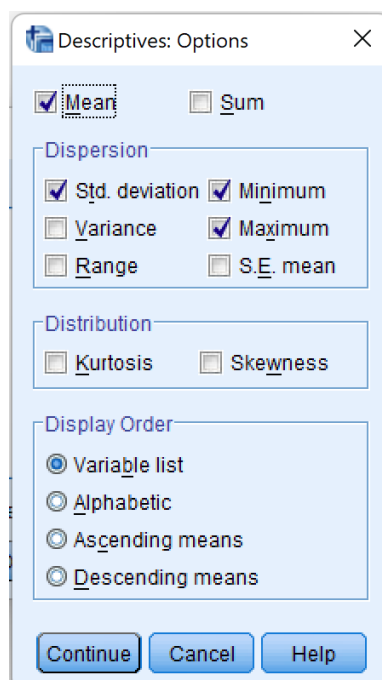 Descriptives: Options
Mean Sum
Dispersion
Std. deviation Minimum
Variance Maximum
Range S.E. mean
Distribution
Kurtosis Skewness
Display Order
Variable list
Alphabetic
Ascending means
Descending means
Continue Cancel Help